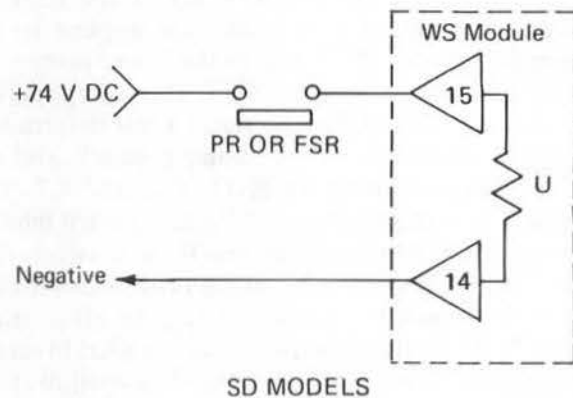 WS Module
+74 V DC
15
PR OR FSR
U
Negative
14
SD MODELS